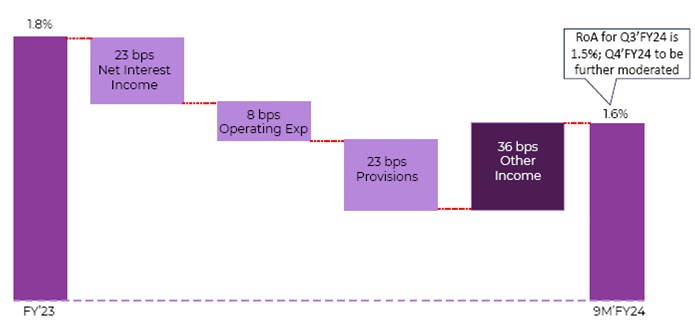 1.8%
23 bps
Net Interest
Income
8 bps
Operating Exp
23 bps
Provisions
36 bps
Other
Income
RoA for Q3'FY24 is
1.5%; Q4'FY24 to be
further moderated
1.6%
FY'23
9M'FY24